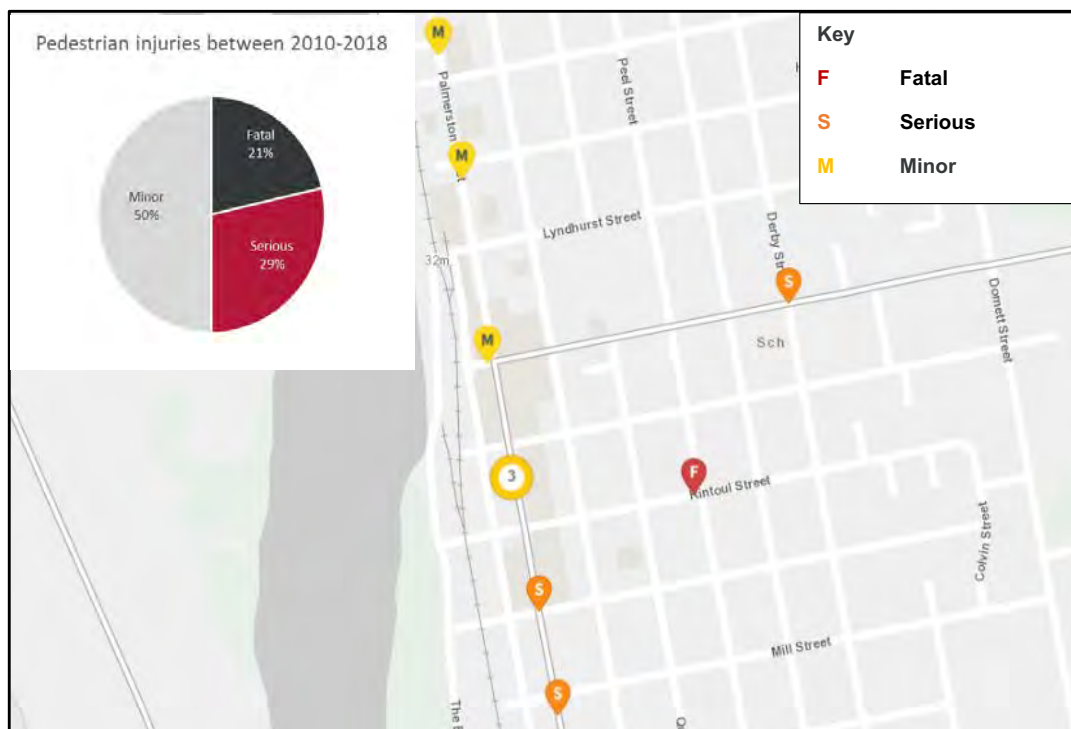 Pedestrian injuries between 2010-2018
Fatal
21%
Minor
50%
Serious
29%
Key
F Fatal
S Serious
M Minor
M
Palmerston
M
Peel Street
Lyndhurst Street
Derby
32m
S
Domett Street
M
Sch
3
F
Kintoul Street
Colvin Street
S
Mill Street
S
The